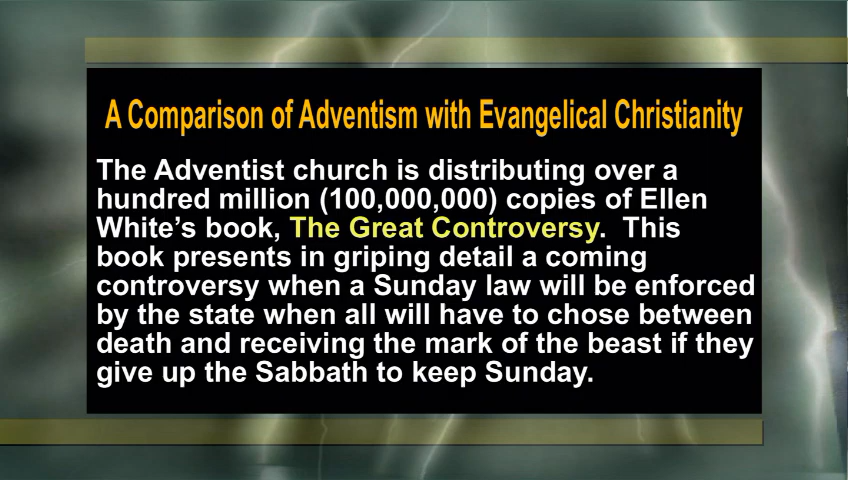 A Comparison of Adventism with Evangelical Christianity
The Adventist church is distributing over a
hundred million (100,000,000) copies of Ellen
White’s book, The Great Controversy.  This
book presents in griping detail a coming
controversy when a Sunday law will be enforced
by the state when all will have to chose between
death and receiving the mark of the beast if they
give up the Sabbath to keep Sunday.